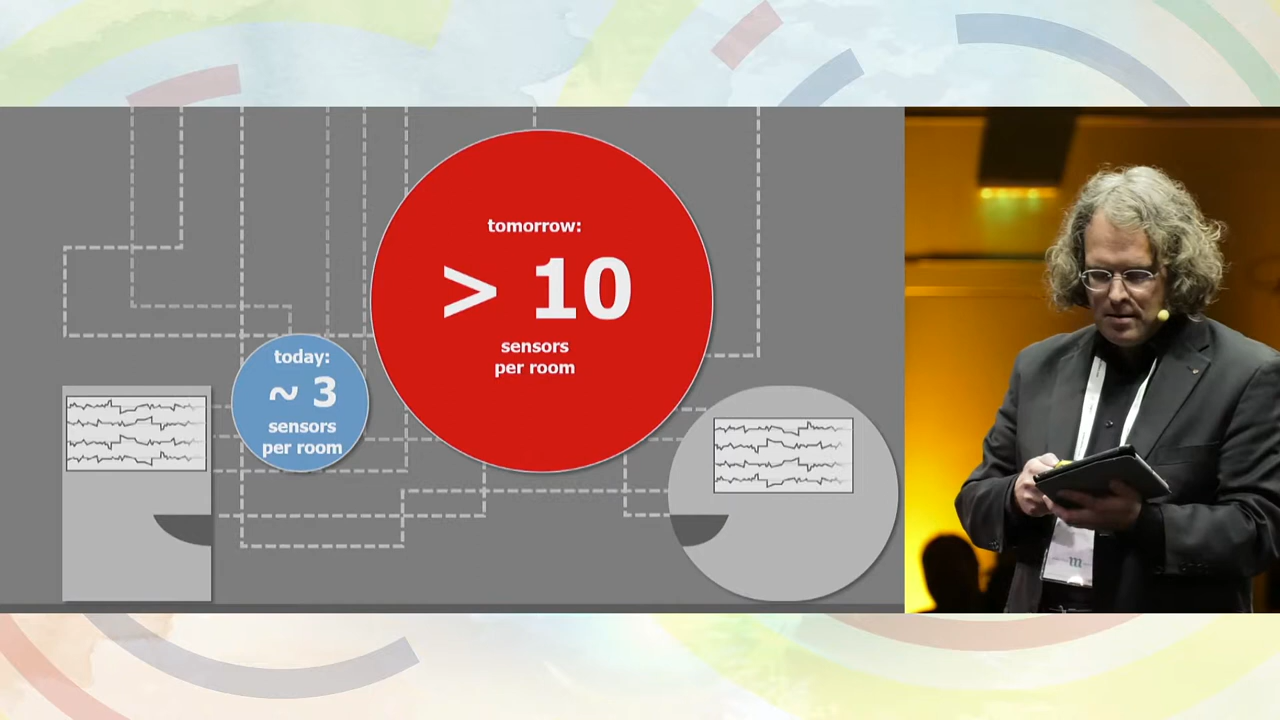 tomorrow:
> 10
sensors
per room
today:
~ 3
sensors
per room
m